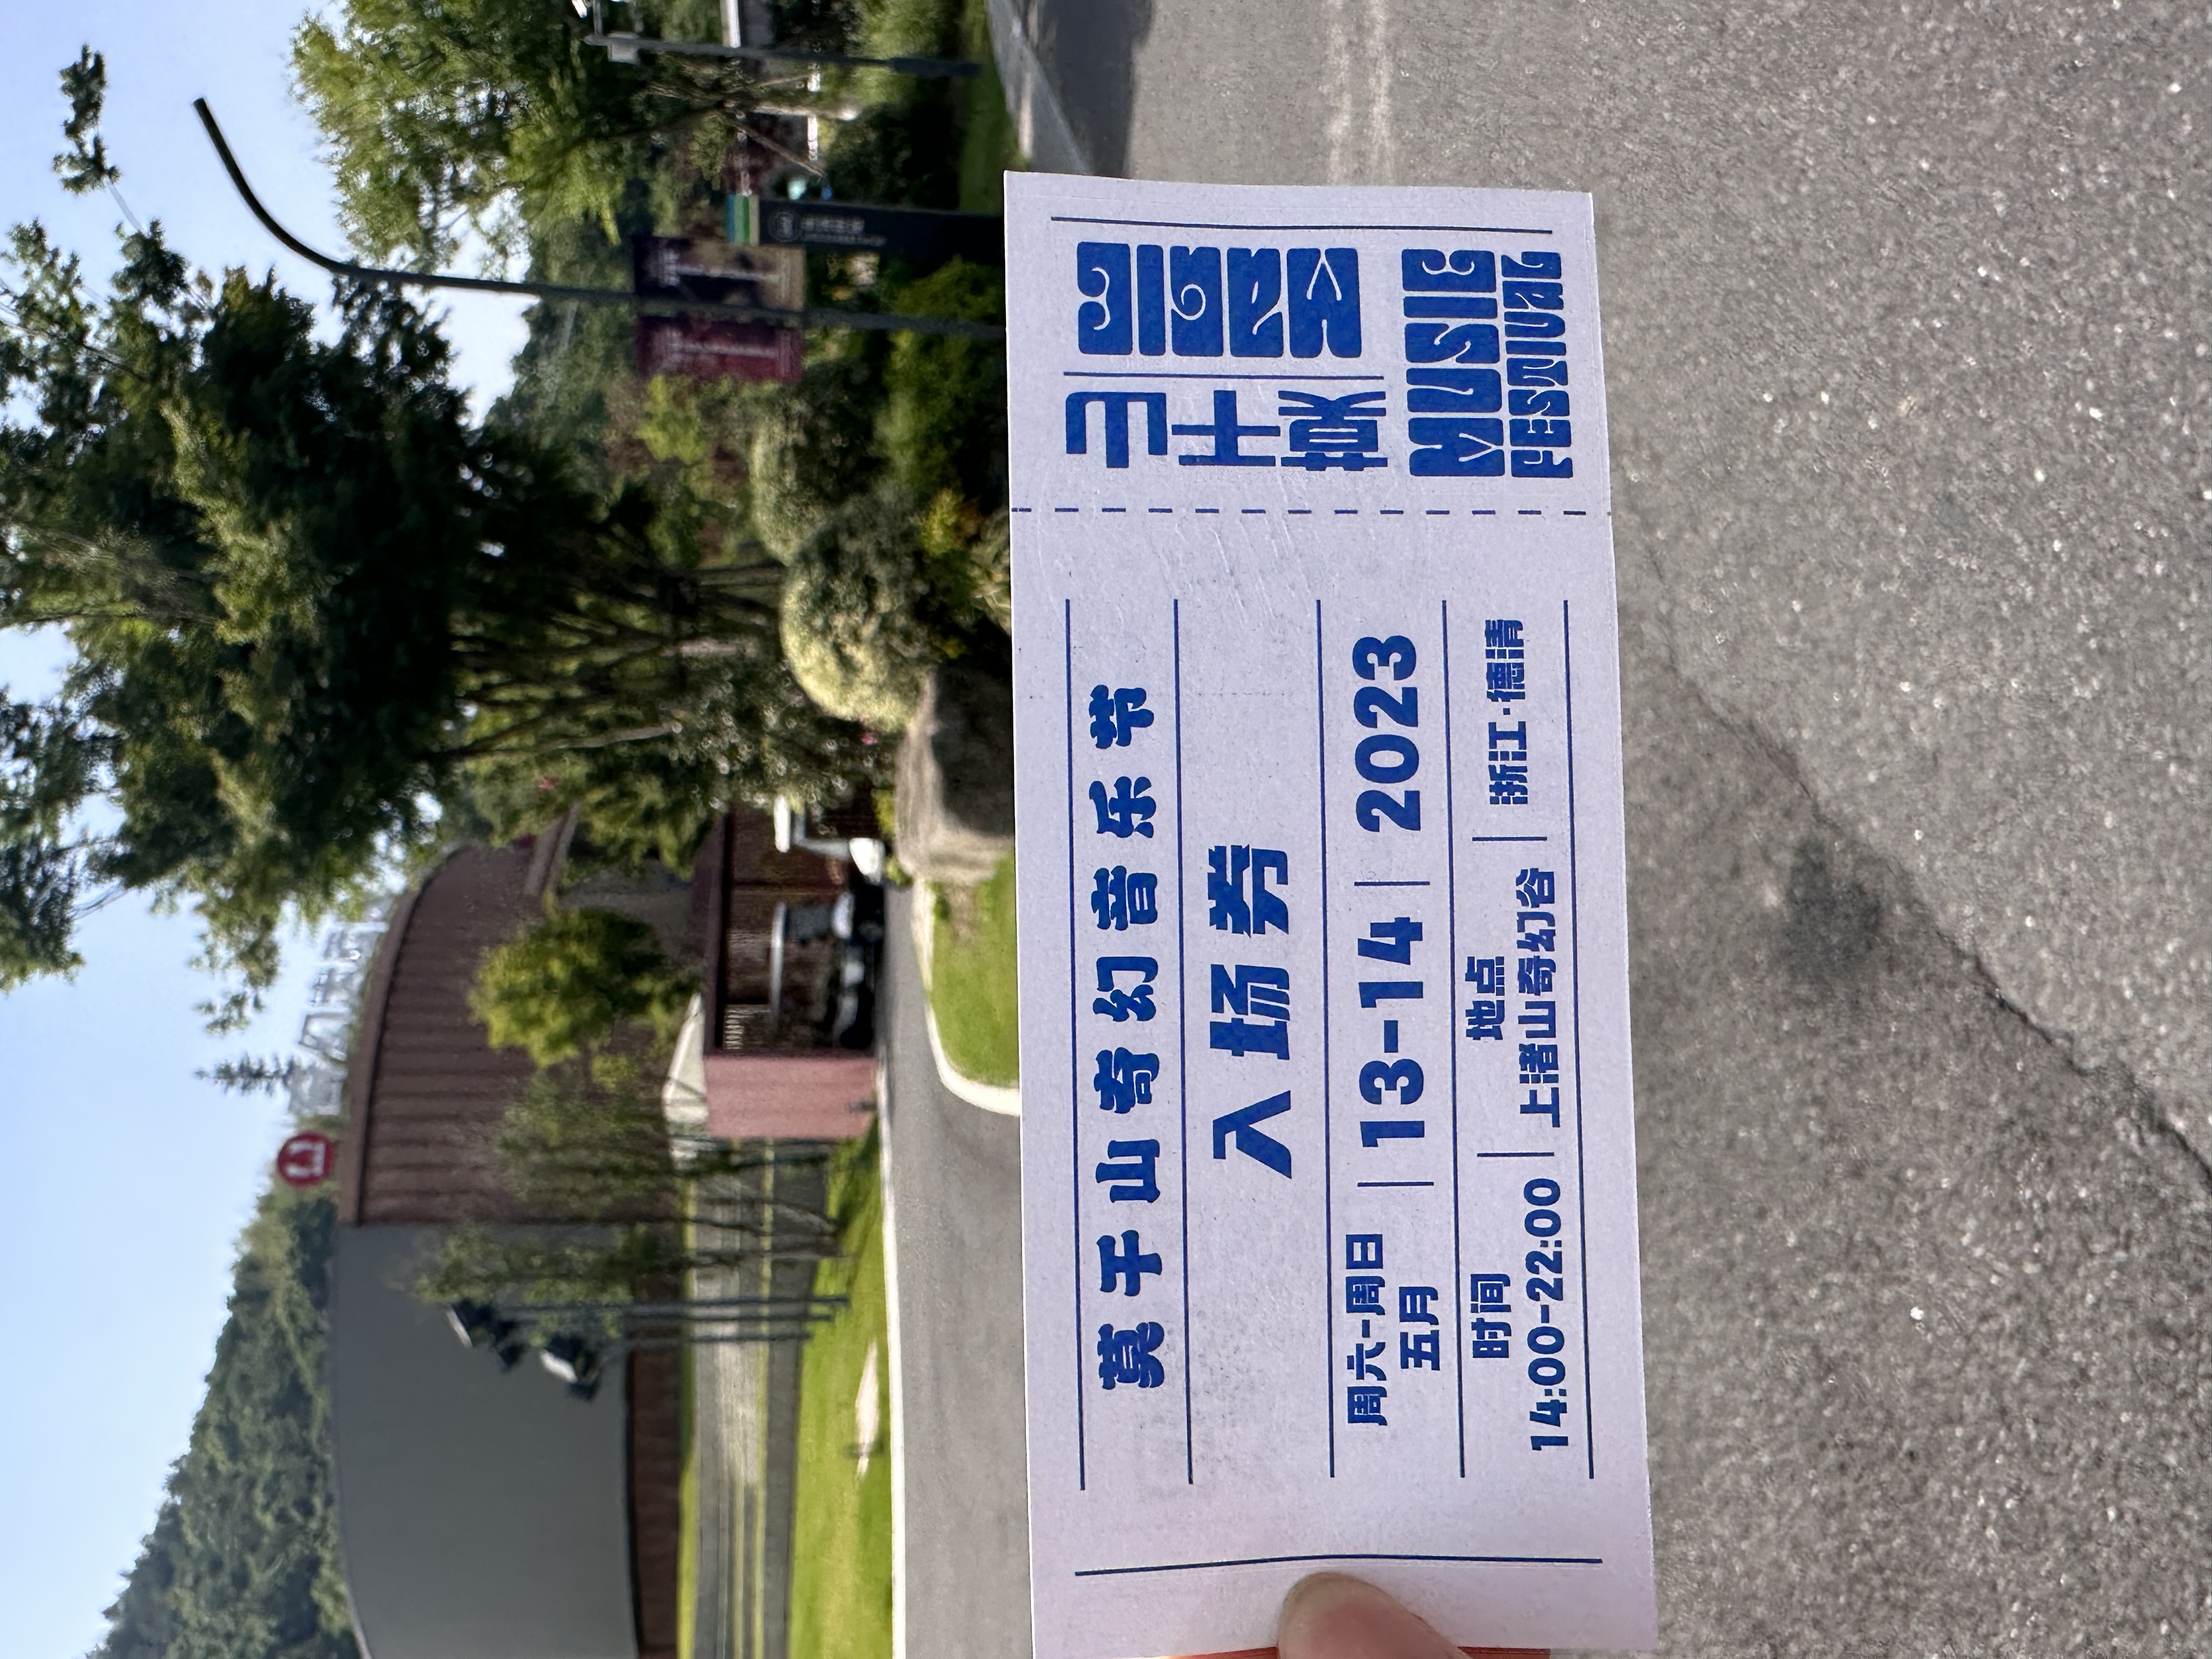 莫干山奇幻音乐节
入场券
周六-周日
五月
13-14
2023
时间
14:00-22:00
地点
上渚山奇幻谷
浙江·德清
莫干山
MAGIC
MUSIC
FESTIVAL